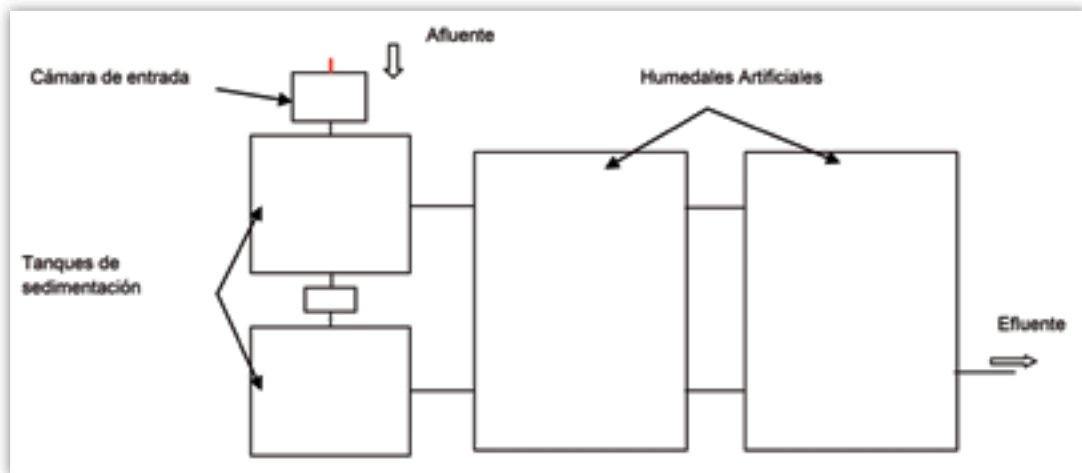 Afluente
Cámara de entrada
Humedales Artificiales
Tanques de
sedimentación
Efluente